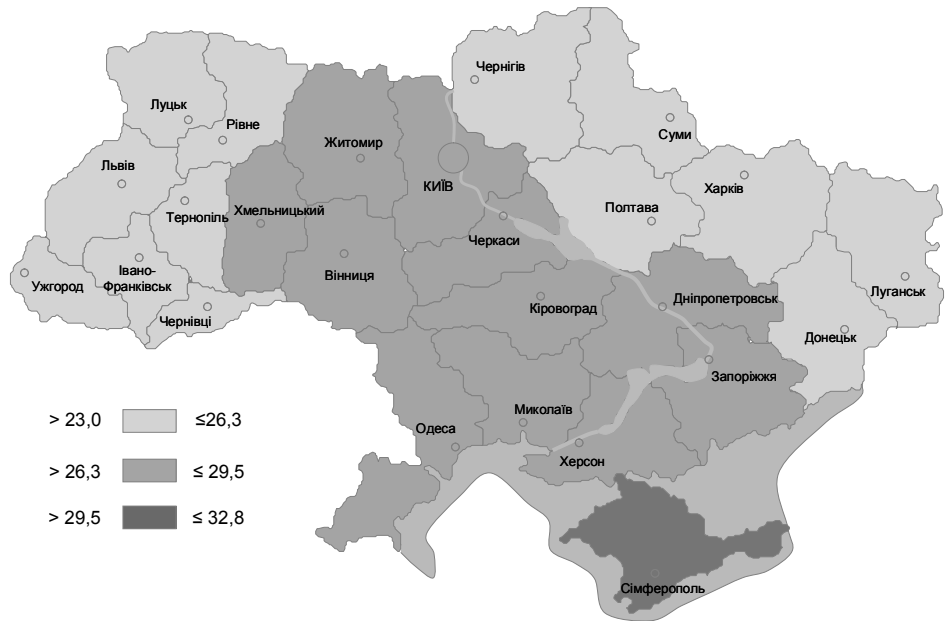 Чернігів
Луцьк
Рівне
Суми
Житомир
Львів
КИЇВ
Харків
Тернопіль
Хмельницький
Полтава
Черкаси
Вінниця
Івано-
Франківськ
Ужгород
Луганськ
Чернівці
Кіровоград
Дніпропетровськ
Донецьк
Запоріжжя
Миколаїв
Одеса
Херсон
Сімферополь
> 23,0 ≤26,3
> 26,3 ≤ 29,5
> 29,5 ≤ 32,8